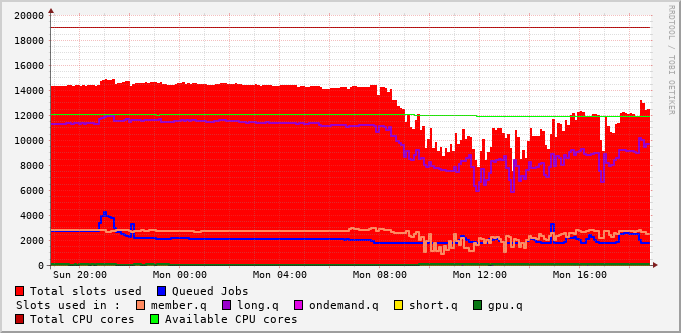 20000
18000
16000
14000
12000
10000
8000
6000
4000
2000
0
Sun 20:00 Mon 00:00 Mon 04:00 Mon 08:00 Mon 12:00 Mon 16:00
RRDTOOL / TOBI OETIKER
Total slots used Queued Jobs
Slots used in : member.q long.q ondemand.q short.q gpu.q
Total CPU cores Available CPU cores